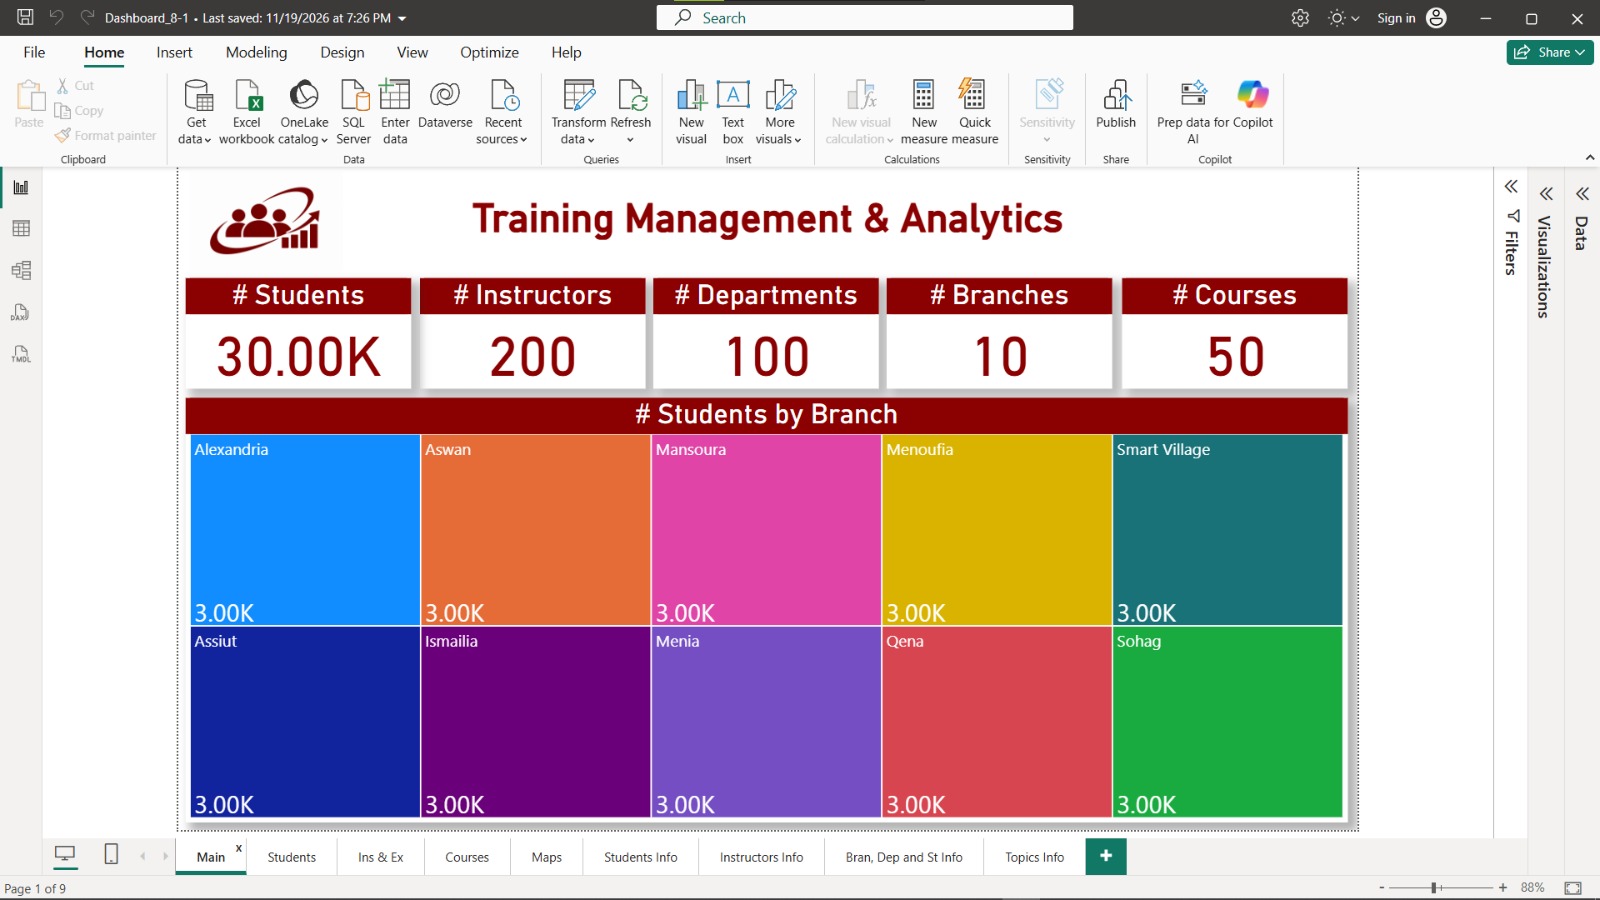 Dashboard_8-1 • Last saved: 11/19/2026 at 7:26 PM
Search
Sign in
File Home Insert Modeling Design View Optimize Help
Share
Paste
Cut
Copy
Format painter
Clipboard
Get data
Excel workbook
OneLake catalog
SQL Server
Enter data
Dataverse
Recent sources
Data
Transform data
Refresh
Queries
New visual
Text box
More visuals
Insert
New visual calculation
New measure
Quick measure
Calculations
Sensitivity
Sensitivity
Publish
Share
Prep data for AI
Copilot
Copilot
DAX
TMDL
Training Management & Analytics
# Students
30.00K
# Instructors
200
# Departments
100
# Branches
10
# Courses
50
# Students by Branch
Alexandria
3.00K
Aswan
3.00K
Mansoura
3.00K
Menoufia
3.00K
Smart Village
3.00K
Assiut
3.00K
Ismailia
3.00K
Menia
3.00K
Qena
3.00K
Sohag
3.00K
Filters
Visualizations
Data
Main x
Students
Ins & Ex
Courses
Maps
Students Info
Instructors Info
Bran, Dep and St Info
Topics Info
+
Page 1 of 9
- + 88%